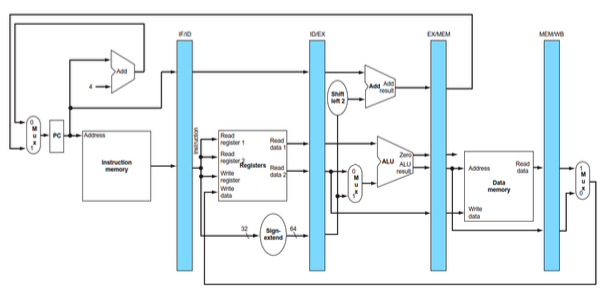 IF/ID
ID/EX
EX/MEM
MEM/WB
Add
4
Add Add
result
Shift
left 2
0
M
u
x
1
PC
Address
Instruction
memory
Instruction
Read
register 1
Read
data 1
Read
register 2
Registers
Read
data 2
Write
register
Write
data
0
M
u
x
1
Zero
ALU
ALU
result
Address
Read
data
Data
memory
Write
data
1
M
u
x
0
32
Sign-
extend
64